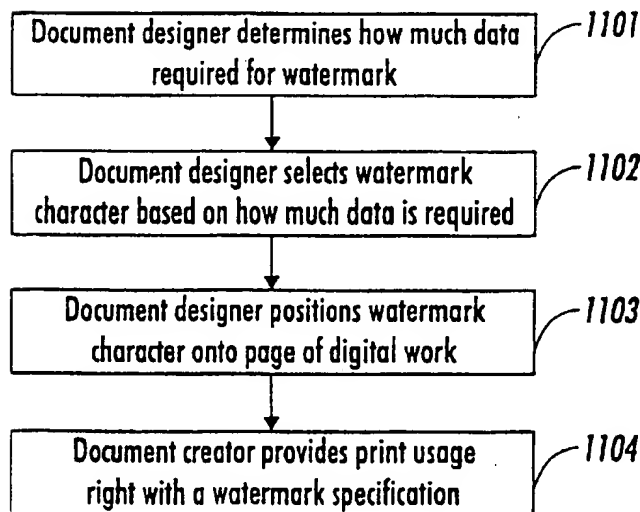 Document designer determines how much data 1101
required for watermark
Document designer selects watermark 1102
character based on how much data is required
Document designer positions watermark 1103
character onto page of digital work
Document creator provides print usage 1104
right with a watermark specification